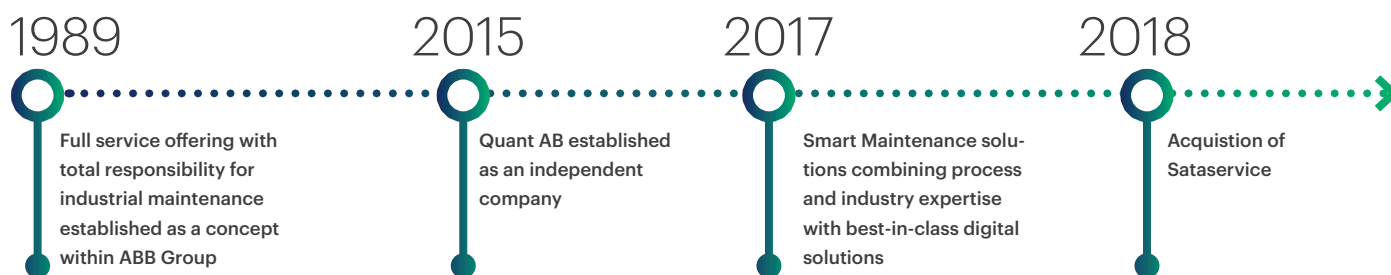 1989
Full service offering with
total responsibility for
industrial maintenance
established as a concept
within ABB Group
2015
Quant AB established
as an independent
company
2017
Smart Maintenance solu-
tions combining process
and industry expertise
with best-in-class digital
solutions
2018
Acquistion of
Sataservice